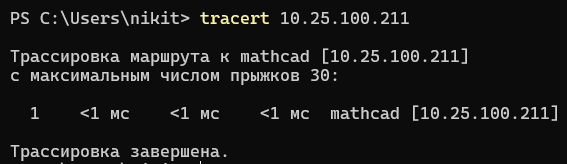 PS C:\Users\nikit> tracert 10.25.100.211
Трассировка маршрута к mathcad [10.25.100.211]
с максимальным числом прыжков 30:
1 <1 мс <1 мс <1 мс mathcad [10.25.100.211]
Трассировка завершена.